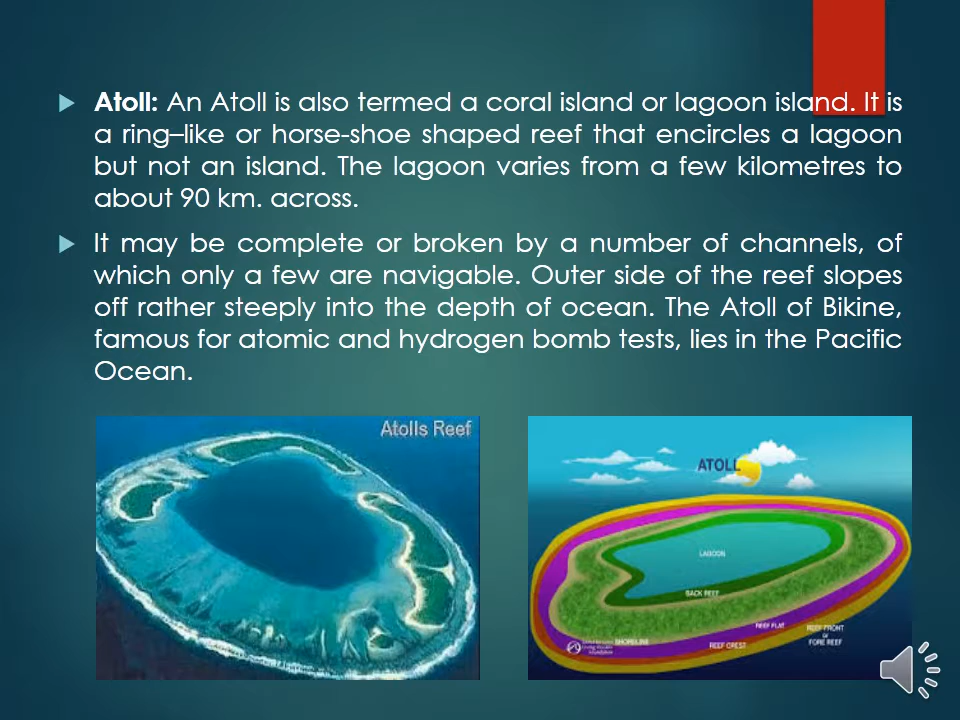 Atoll: An Atoll is also termed a coral island or lagoon island. It is
a ring–like or horse-shoe shaped reef that encircles a lagoon
but not an island. The lagoon varies from a few kilometres to
about 90 km. across.
It may be complete or broken by a number of channels, of
which only a few are navigable. Outer side of the reef slopes
off rather steeply into the depth of ocean. The Atoll of Bikine,
famous for atomic and hydrogen bomb tests, lies in the Pacific
Ocean.
Atolls Reef
ATOLL
LAGOON
BACK REEF
REEF FLAT
REEF FRONT
or
FORE REEF
SHORELINE
REEF CREST
Living Oceans
Foundation